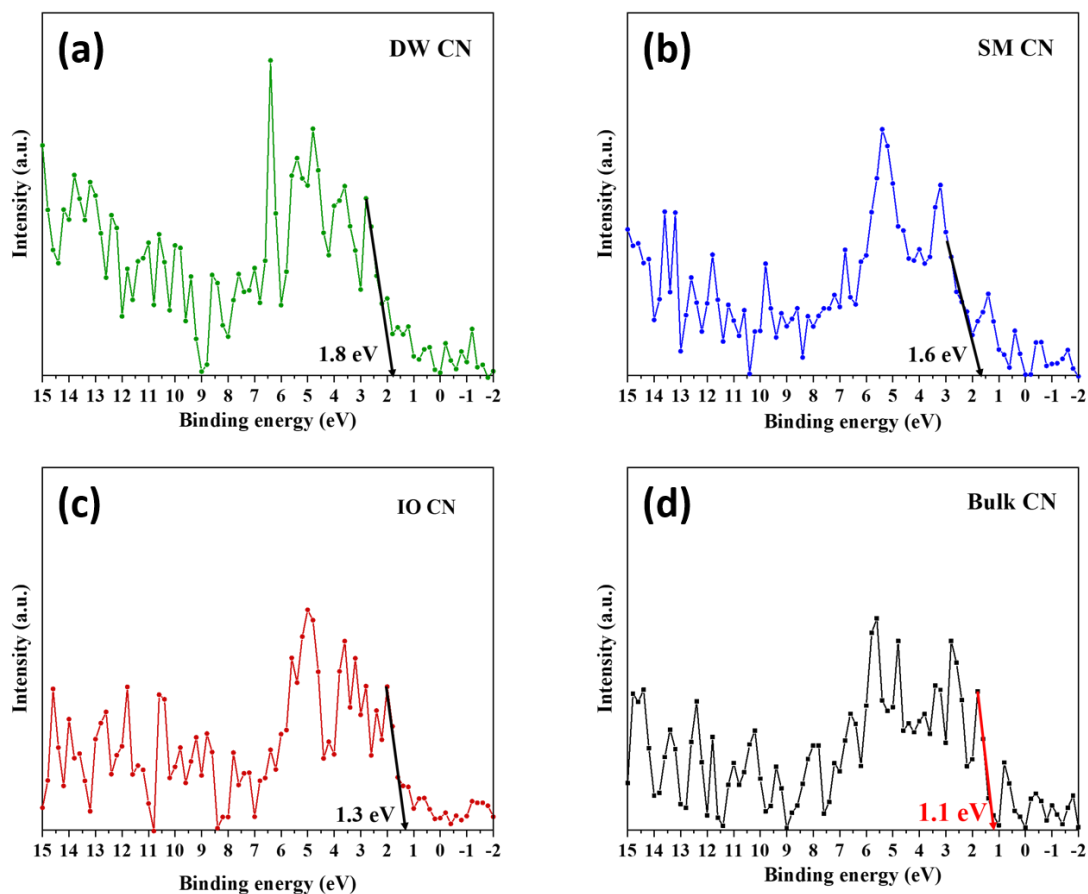 (a)
DW CN
Intensity (a.u.)
1.8 eV
15 14 13 12 11 10 9 8 7 6 5 4 3 2 1 0 -1 -2
Binding energy (eV)
(b)
SM CN
Intensity (a.u.)
1.6 eV
15 14 13 12 11 10 9 8 7 6 5 4 3 2 1 0 -1 -2
Binding energy (eV)
(c)
IO CN
Intensity (a.u.)
1.3 eV
15 14 13 12 11 10 9 8 7 6 5 4 3 2 1 0 -1 -2
Binding energy (eV)
(d)
Bulk CN
Intensity (a.u.)
1.1 eV
15 14 13 12 11 10 9 8 7 6 5 4 3 2 1 0 -1 -2
Binding energy (eV)